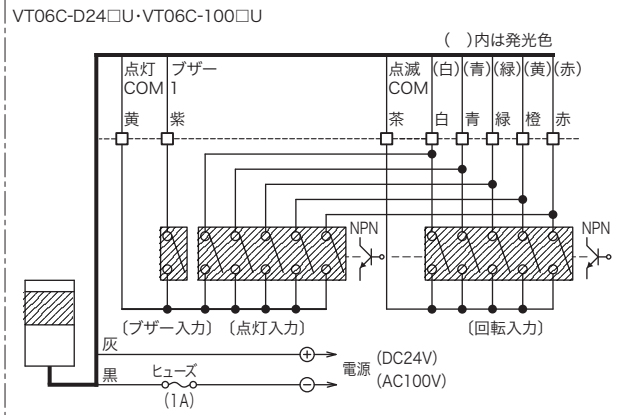 VT06C-D24□U・VT06C-100□U
(　)内は発光色
点灯 ブザー 点滅 (白)(青)(緑)(黄)(赤)
COM 1 COM
黄 紫 茶 白 青 緑 橙 赤
NPN NPN
〔ブザー入力〕〔点灯入力〕 〔回転入力〕
灰
＋
黒 ヒューズ
(1A)
－
電源 (DC24V)
(AC100V)